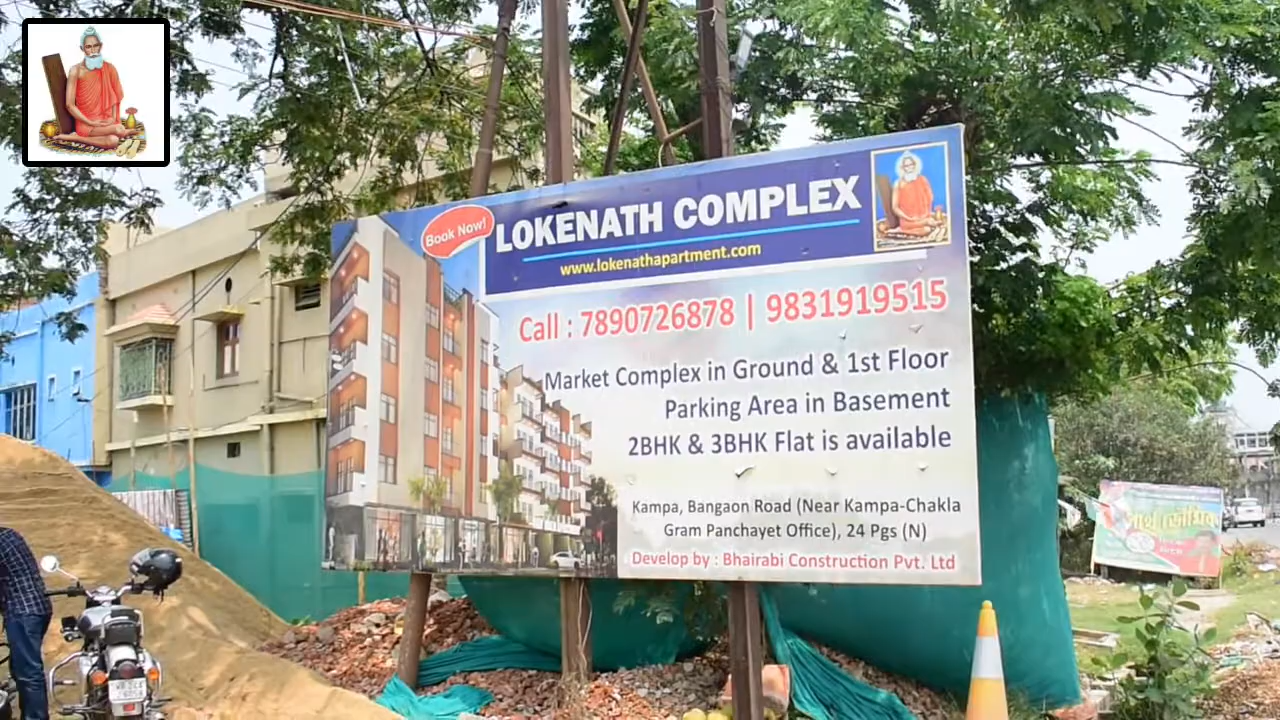 Book Now!
LOKENATH COMPLEX
www.lokenathapartment.com
Call : 7890726878 | 9831919515
Market Complex in Ground & 1st Floor
Parking Area in Basement
2BHK & 3BHK Flat is available
Kampa, Bangaon Road (Near Kampa-Chakla
Gram Panchayet Office), 24 Pgs (N)
Develop by : Bhairabi Construction Pvt. Ltd